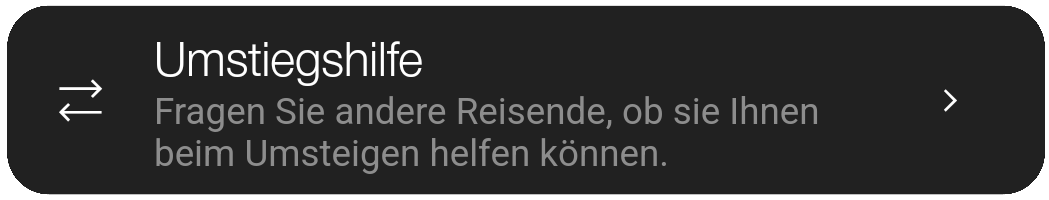 Umstiegshilfe
Fragen Sie andere Reisende, ob sie Ihnen
beim Umsteigen helfen können.